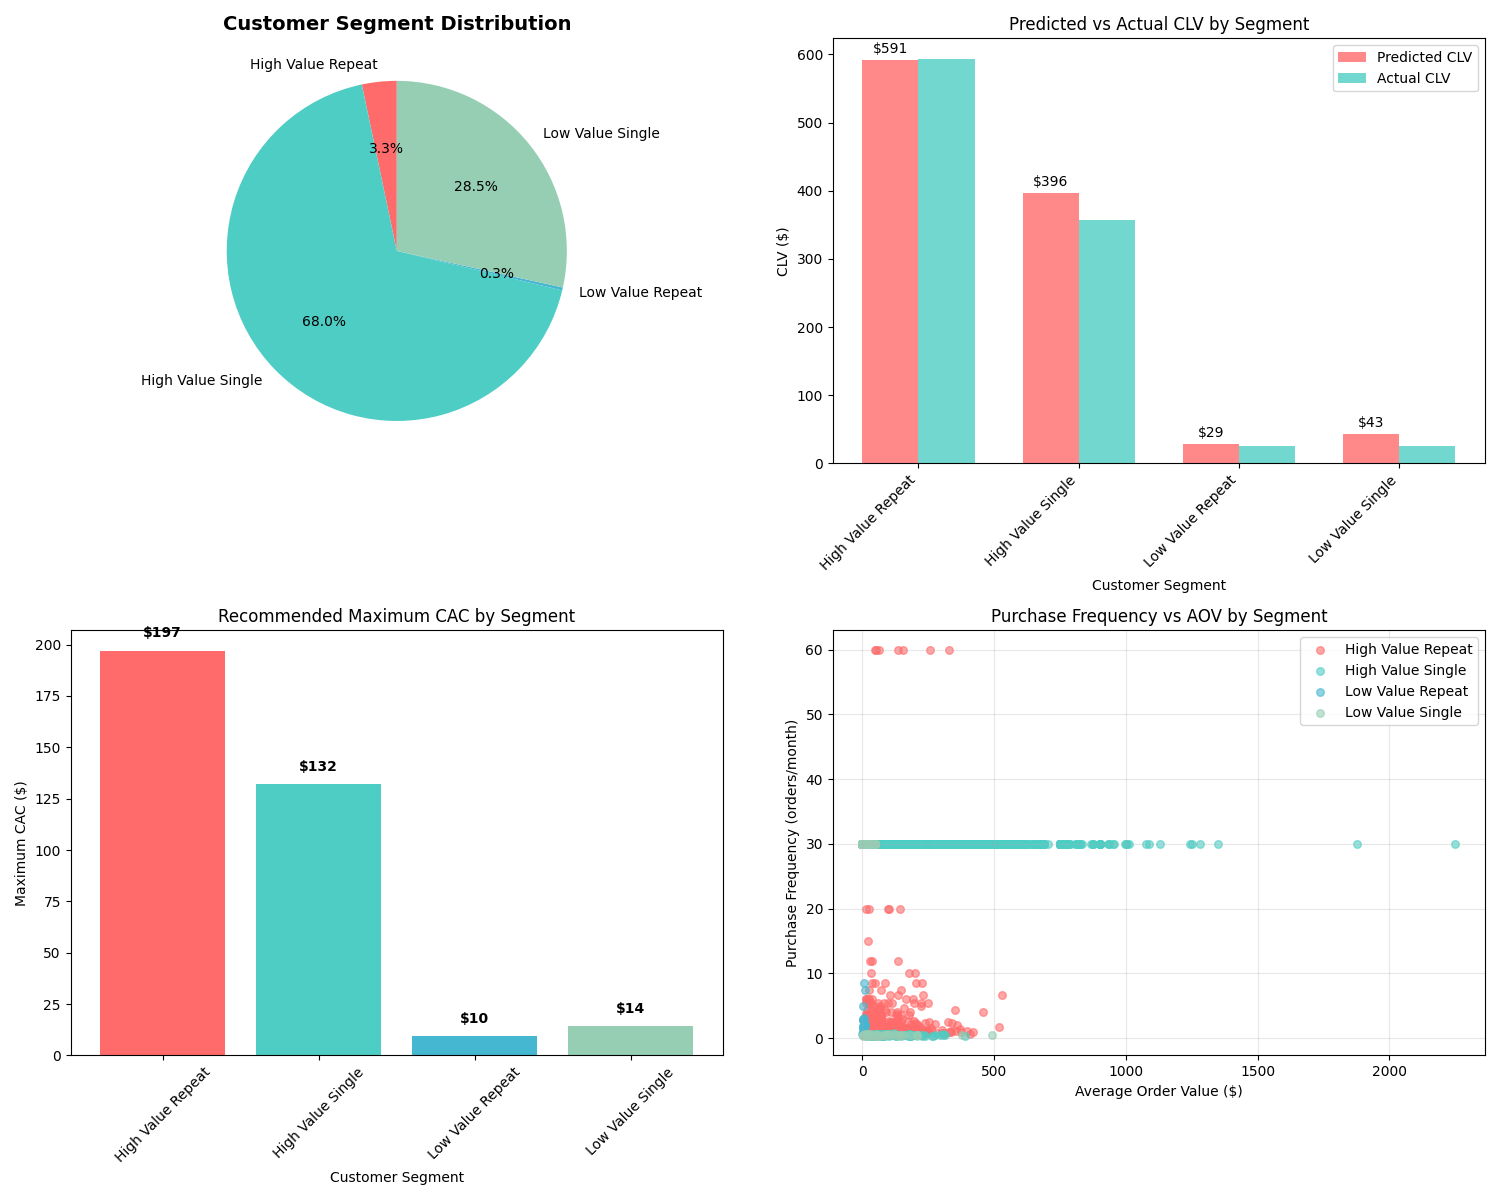 Customer Segment Distribution
High Value Repeat
3.3%
Low Value Single
28.5%
0.3%
Low Value Repeat
68.0%
High Value Single
Predicted vs Actual CLV by Segment
Predicted CLV
Actual CLV
$591
$396
$29
$43
600
500
400
300
200
100
0
CLV ($)
High Value Repeat
High Value Single
Low Value Repeat
Low Value Single
Customer Segment
Recommended Maximum CAC by Segment
$197
$132
$10
$14
200
175
150
125
100
75
50
25
0
Maximum CAC ($)
High Value Repeat
High Value Single
Low Value Repeat
Low Value Single
Customer Segment
Purchase Frequency vs AOV by Segment
High Value Repeat
High Value Single
Low Value Repeat
Low Value Single
60
50
40
30
20
10
0
Purchase Frequency (orders/month)
0
500
1000
1500
2000
Average Order Value ($)